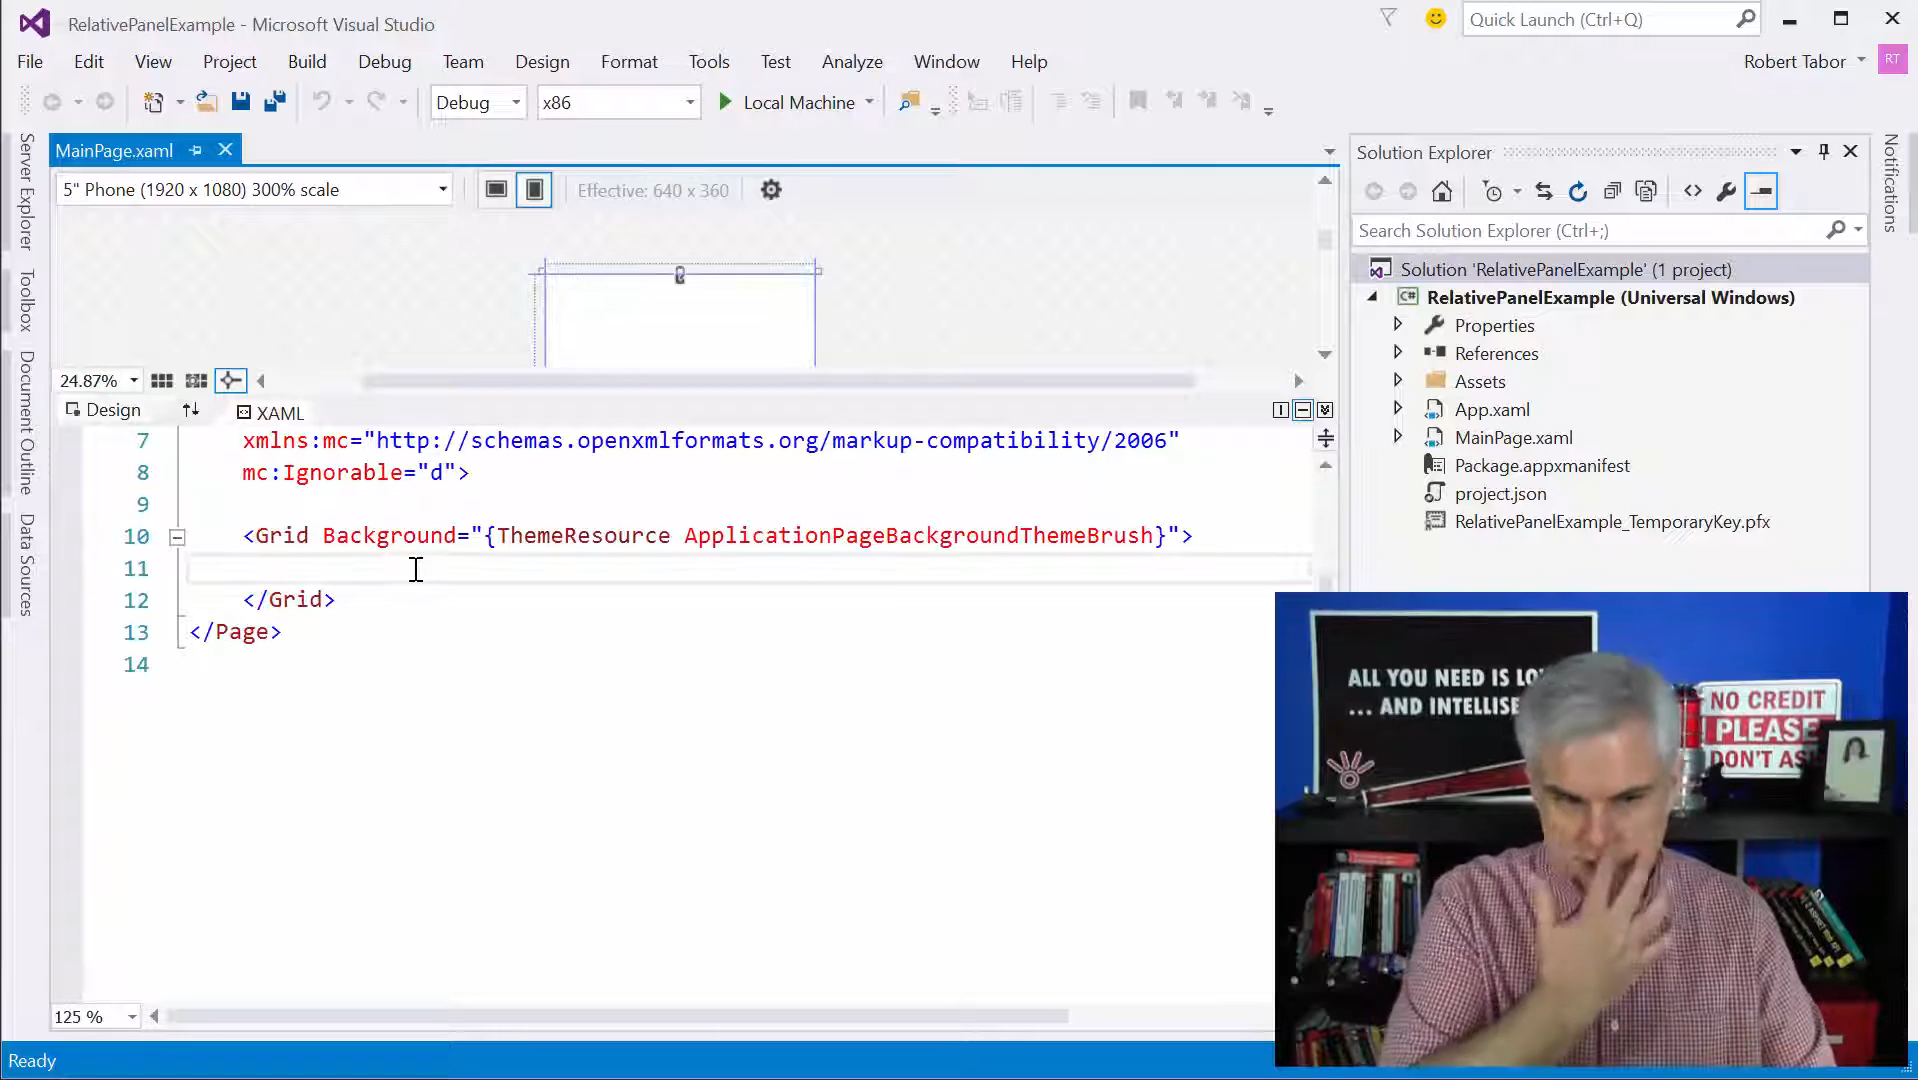 RelativePanelExample - Microsoft Visual Studio
Quick Launch (Ctrl+Q)
File Edit View Project Build Debug Team Design Format Tools Test Analyze Window Help
Robert Tabor
RT
Debug
x86
Local Machine
Server Explorer
Toolbox
Document Outline
Data Sources
MainPage.xaml
5" Phone (1920 x 1080) 300% scale
Effective: 640 x 360
24.87%
Design
XAML
7 xmlns:mc="http://schemas.openxmlformats.org/markup-compatibility/2006"
8 mc:Ignorable="d">
9
10 <Grid Background="{ThemeResource ApplicationPageBackgroundThemeBrush}">
11
12 </Grid>
13 </Page>
14
125 %
Ready
Solution Explorer
Search Solution Explorer (Ctrl+;)
Solution 'RelativePanelExample' (1 project)
C# RelativePanelExample (Universal Windows)
Properties
References
Assets
App.xaml
MainPage.xaml
Package.appxmanifest
project.json
RelativePanelExample_TemporaryKey.pfx
Notifications
ALL YOU NEED IS LO
... AND INTELLISE
NO CREDIT
PLEASE
DON'T AS